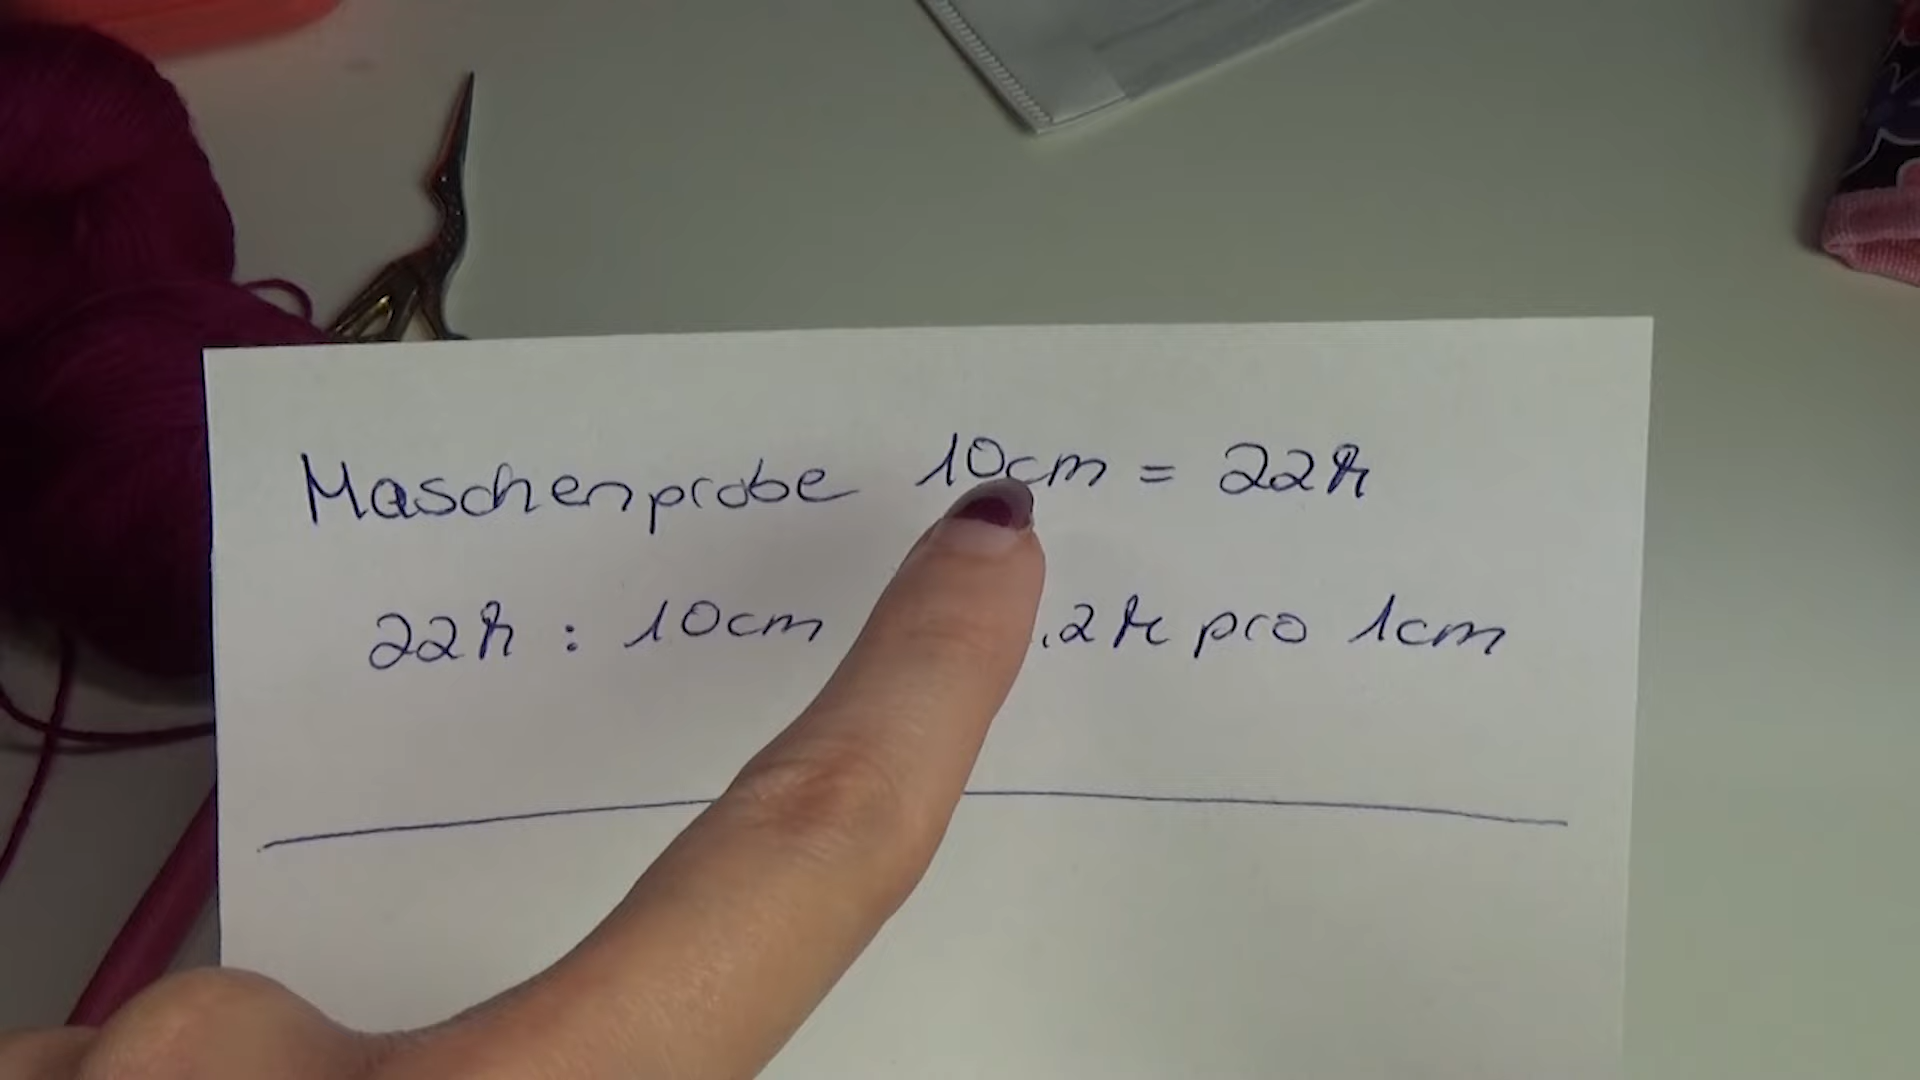 Maschenprobe 10cm = 22R
22R : 10cm .2R pro 1cm